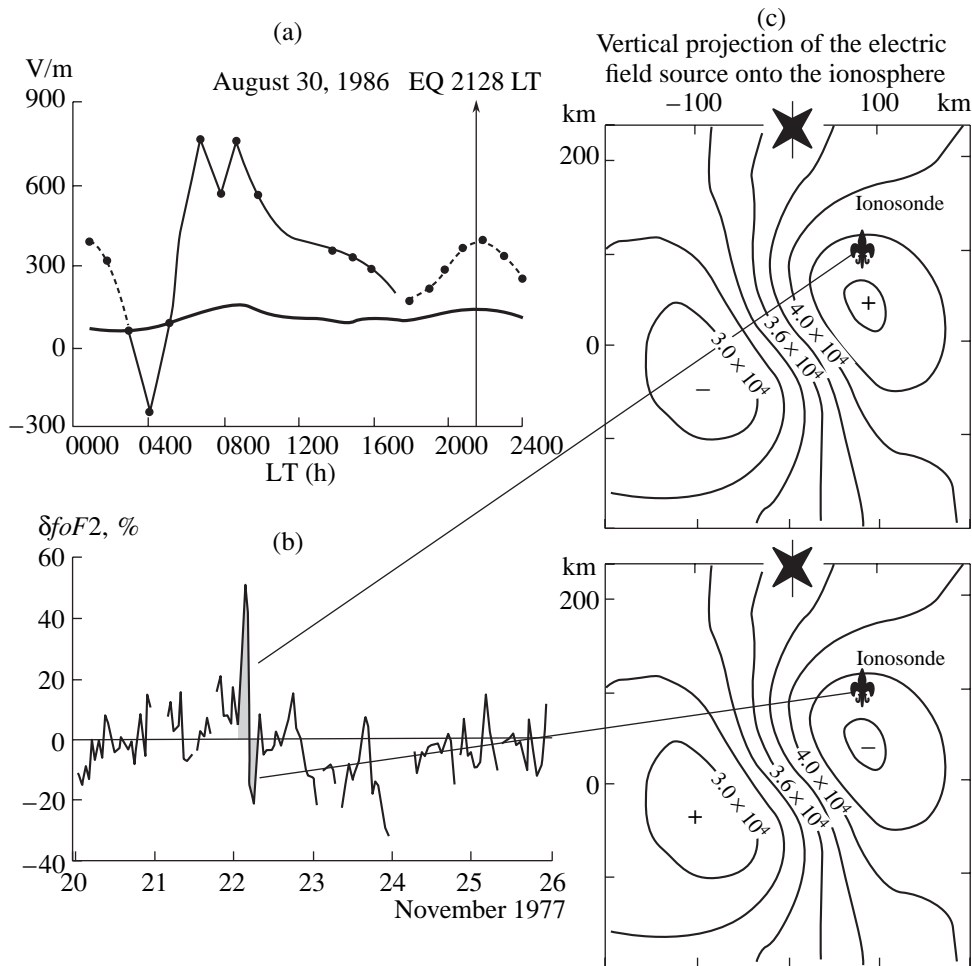 (a)
V/m
August 30, 1986 EQ 2128 LT
900
600
300
0
−300
0000 0400 0800 1200 1600 2000 2400
LT (h)
(b)
δfoF2, %
60
40
20
0
−20
−40
20 21 22 23 24 25 26
November 1977
(c)
Vertical projection of the electric
field source onto the ionosphere
−100 100 km
km
200
0
Ionosonde
+
−
3.0 × 10⁴
3.6 × 10⁴
4.0 × 10⁴
km
200
0
Ionosonde
−
+
3.0 × 10⁴
3.6 × 10⁴
4.0 × 10⁴